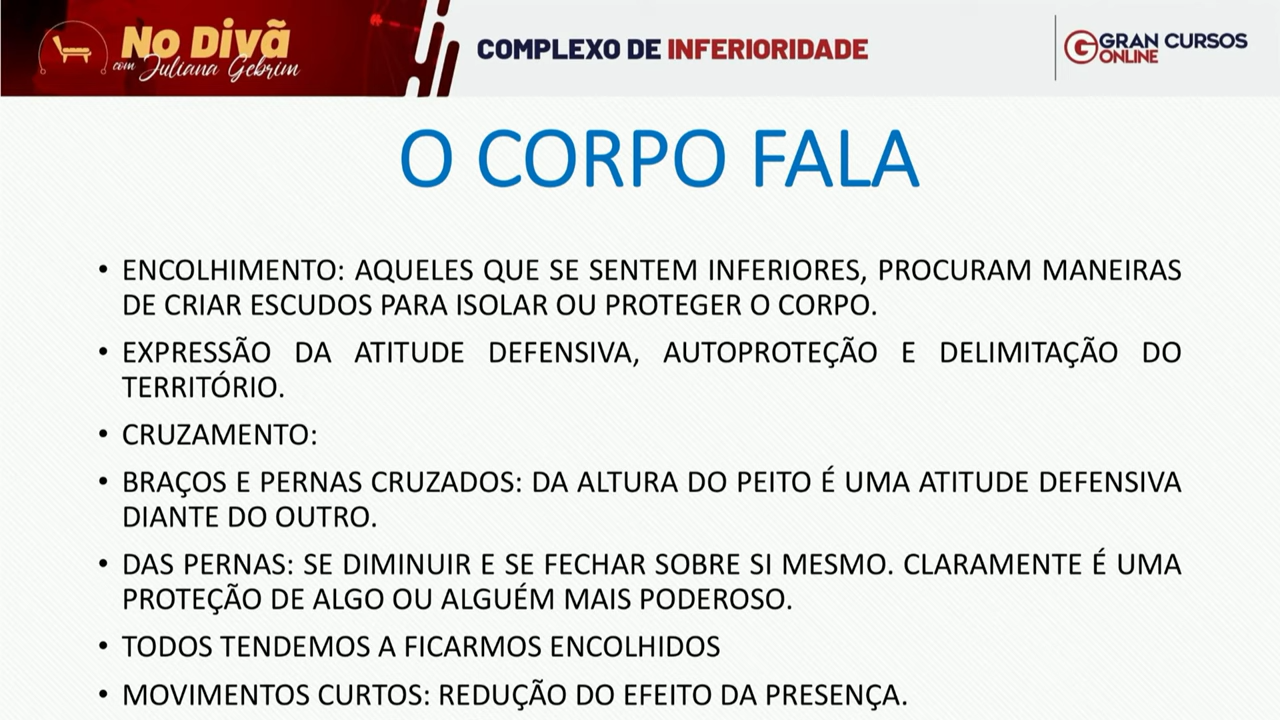 No Divã
com Juliana Gebrim
COMPLEXO DE INFERIORIDADE
GRAN CURSOS
ONLINE
O CORPO FALA
• ENCOLHIMENTO: AQUELES QUE SE SENTEM INFERIORES, PROCURAM MANEIRAS
DE CRIAR ESCUDOS PARA ISOLAR OU PROTEGER O CORPO.
• EXPRESSÃO DA ATITUDE DEFENSIVA, AUTOPROTEÇÃO E DELIMITAÇÃO DO
TERRITÓRIO.
• CRUZAMENTO:
• BRAÇOS E PERNAS CRUZADOS: DA ALTURA DO PEITO É UMA ATITUDE DEFENSIVA
DIANTE DO OUTRO.
• DAS PERNAS: SE DIMINUIR E SE FECHAR SOBRE SI MESMO. CLARAMENTE É UMA
PROTEÇÃO DE ALGO OU ALGUÉM MAIS PODEROSO.
• TODOS TENDEMOS A FICARMOS ENCOLHIDOS
• MOVIMENTOS CURTOS: REDUÇÃO DO EFEITO DA PRESENÇA.